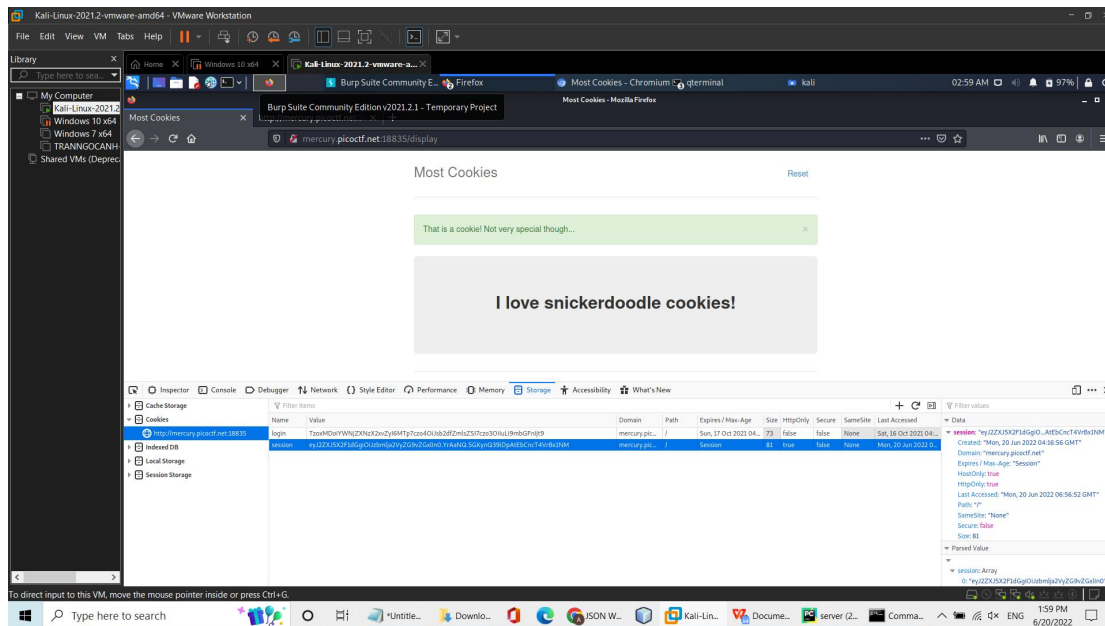 Kali-Linux-2021.2-vmware-amd64 - VMware Workstation
File Edit View VM Tabs Help
Library
Type here to sea...
My Computer
Kali-Linux-2021.2
Windows 10 x64
Windows 7 x64
TRANNGOCANH-
Shared VMs (Deprec
Home
Windows 10 x64
Kali-Linux-2021.2-vmware-a...
Burp Suite Community E...
Firefox
Most Cookies - Chromium
qterminal
kali
02:59 AM
97%
Most Cookies - Mozilla Firefox
Burp Suite Community Edition v2021.2.1 - Temporary Project
Most Cookies
mercury.picoctf.net:18835/display
Most Cookies
Reset
That is a cookie! Not very special though...
I love snickerdoodle cookies!
Inspector Console Debugger Network Style Editor Performance Memory Storage Accessibility What's New
Cache Storage
Cookies
http://mercury.picoctf.net:18835
Indexed DB
Local Storage
Session Storage
Filter Items
Name Value Domain Path Expires / Max-Age Size HttpOnly Secure SameSite Last Accessed
login mercury.pic... / Sun, 17 Oct 2021 04... 73 false false None Sat, 16 Oct 2021 04:...
session mercury.pic... / Session 81 true false None Mon, 20 Jun 2022 0...
Filter values
Data
Created: "Mon, 20 Jun 2022 04:16:56 GMT"
Domain: "mercury.picoctf.net"
Expires / Max-Age: "Session"
HostOnly: true
HttpOnly: true
Last Accessed: "Mon, 20 Jun 2022 06:56:52 GMT"
Path: "/"
SameSite: "None"
Secure: false
Size: 81
Parsed Value
session: Array
To direct input to this VM, move the mouse pointer inside or press Ctrl+G.
Type here to search
*Untitle...
Downlo...
JSON W...
Kali-Lin...
Docume...
server (2...
Comma...
ENG
1:59 PM
6/20/2022